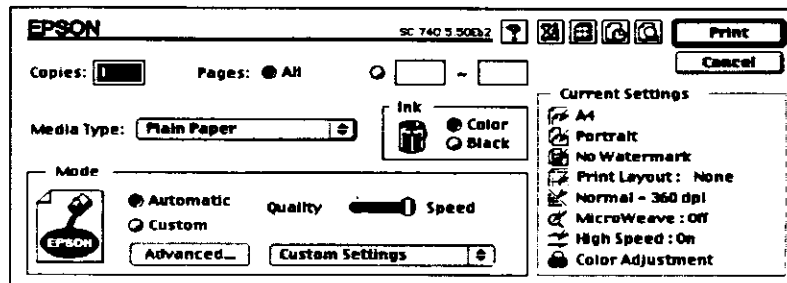 EPSON
SC 740 5.50Eb2
Print
Cancel
Copies: 1
Pages: All
~
Media Type: Plain Paper
Ink
Color
Black
Mode
EPSON
Automatic
Custom
Quality
Speed
Advanced...
Custom Settings
Current Settings
A4
Portrait
No Watermark
Print Layout : None
Normal - 360 dpi
MicroWeave : Off
High Speed : On
Color Adjustment